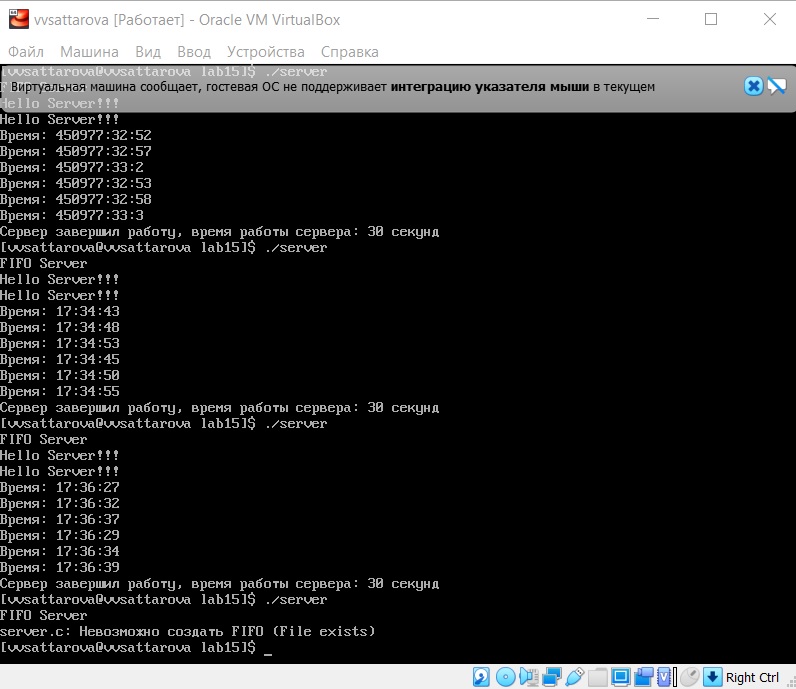 vvsattarova [Работает] - Oracle VM VirtualBox
Файл Машина Вид Ввод Устройства Справка
[vvsattarova@vvsattarova lab15]$ ./server
Виртуальная машина сообщает, гостевая ОС не поддерживает интеграцию указателя мыши в текущем
Hello Server!!!
Hello Server!!!
Время: 450977:32:52
Время: 450977:32:57
Время: 450977:33:2
Время: 450977:32:53
Время: 450977:32:58
Время: 450977:33:3
Сервер завершил работу, время работы сервера: 30 секунд
[vvsattarova@vvsattarova lab15]$ ./server
FIFO Server
Hello Server!!!
Hello Server!!!
Время: 17:34:43
Время: 17:34:48
Время: 17:34:53
Время: 17:34:45
Время: 17:34:50
Время: 17:34:55
Сервер завершил работу, время работы сервера: 30 секунд
[vvsattarova@vvsattarova lab15]$ ./server
FIFO Server
Hello Server!!!
Hello Server!!!
Время: 17:36:27
Время: 17:36:32
Время: 17:36:37
Время: 17:36:29
Время: 17:36:34
Время: 17:36:39
Сервер завершил работу, время работы сервера: 30 секунд
[vvsattarova@vvsattarova lab15]$ ./server
FIFO Server
server.c: Невозможно создать FIFO (File exists)
[vvsattarova@vvsattarova lab15]$ _
Right Ctrl